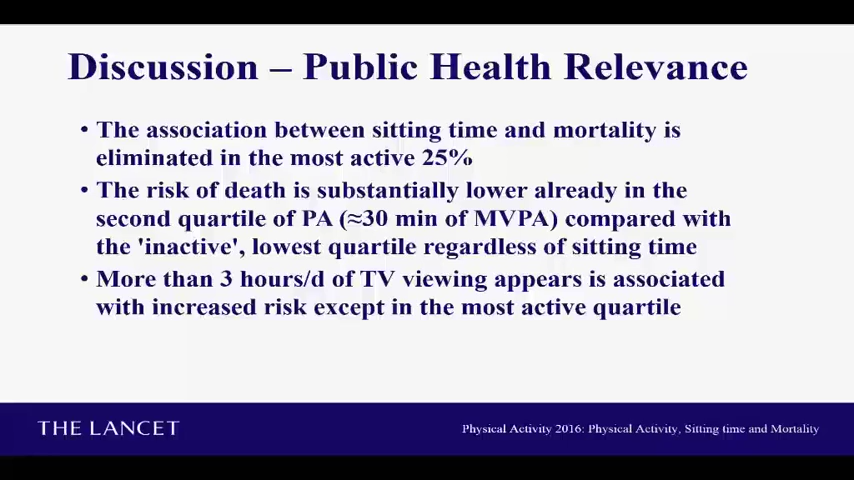 Discussion – Public Health Relevance
• The association between sitting time and mortality is
eliminated in the most active 25%
• The risk of death is substantially lower already in the
second quartile of PA (≈30 min of MVPA) compared with
the 'inactive', lowest quartile regardless of sitting time
• More than 3 hours/d of TV viewing appears is associated
with increased risk except in the most active quartile
THE LANCET
Physical Activity 2016: Physical Activity, Sitting time and Mortality